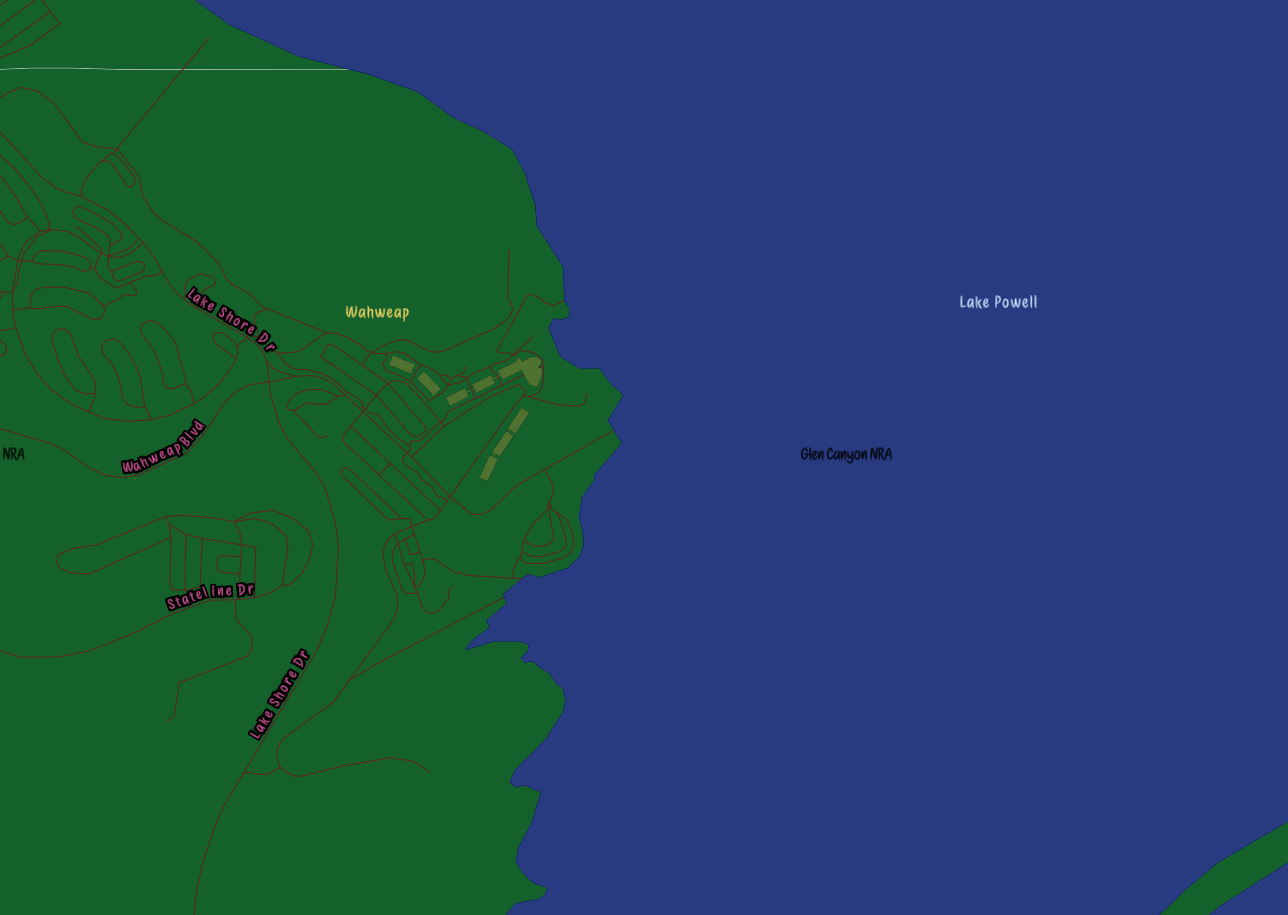 Lake Powell
Lake Shore Dr
Wahweap
Wahweap Blvd
NRA
Glen Canyon NRA
Stateline Dr
Lake Shore Dr